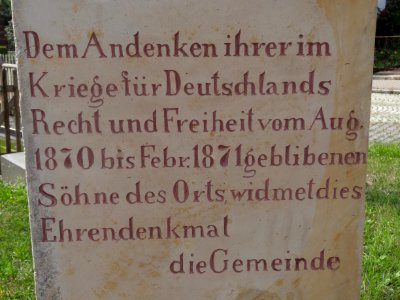 Dem Andenken ihrer im
Kriege für Deutschlands
Recht und Freiheit vom Aug.
1870 bis Febr. 1871 geblibenen
Söhne des Orts widmet dies
Ehrendenkmat
die Gemeinde